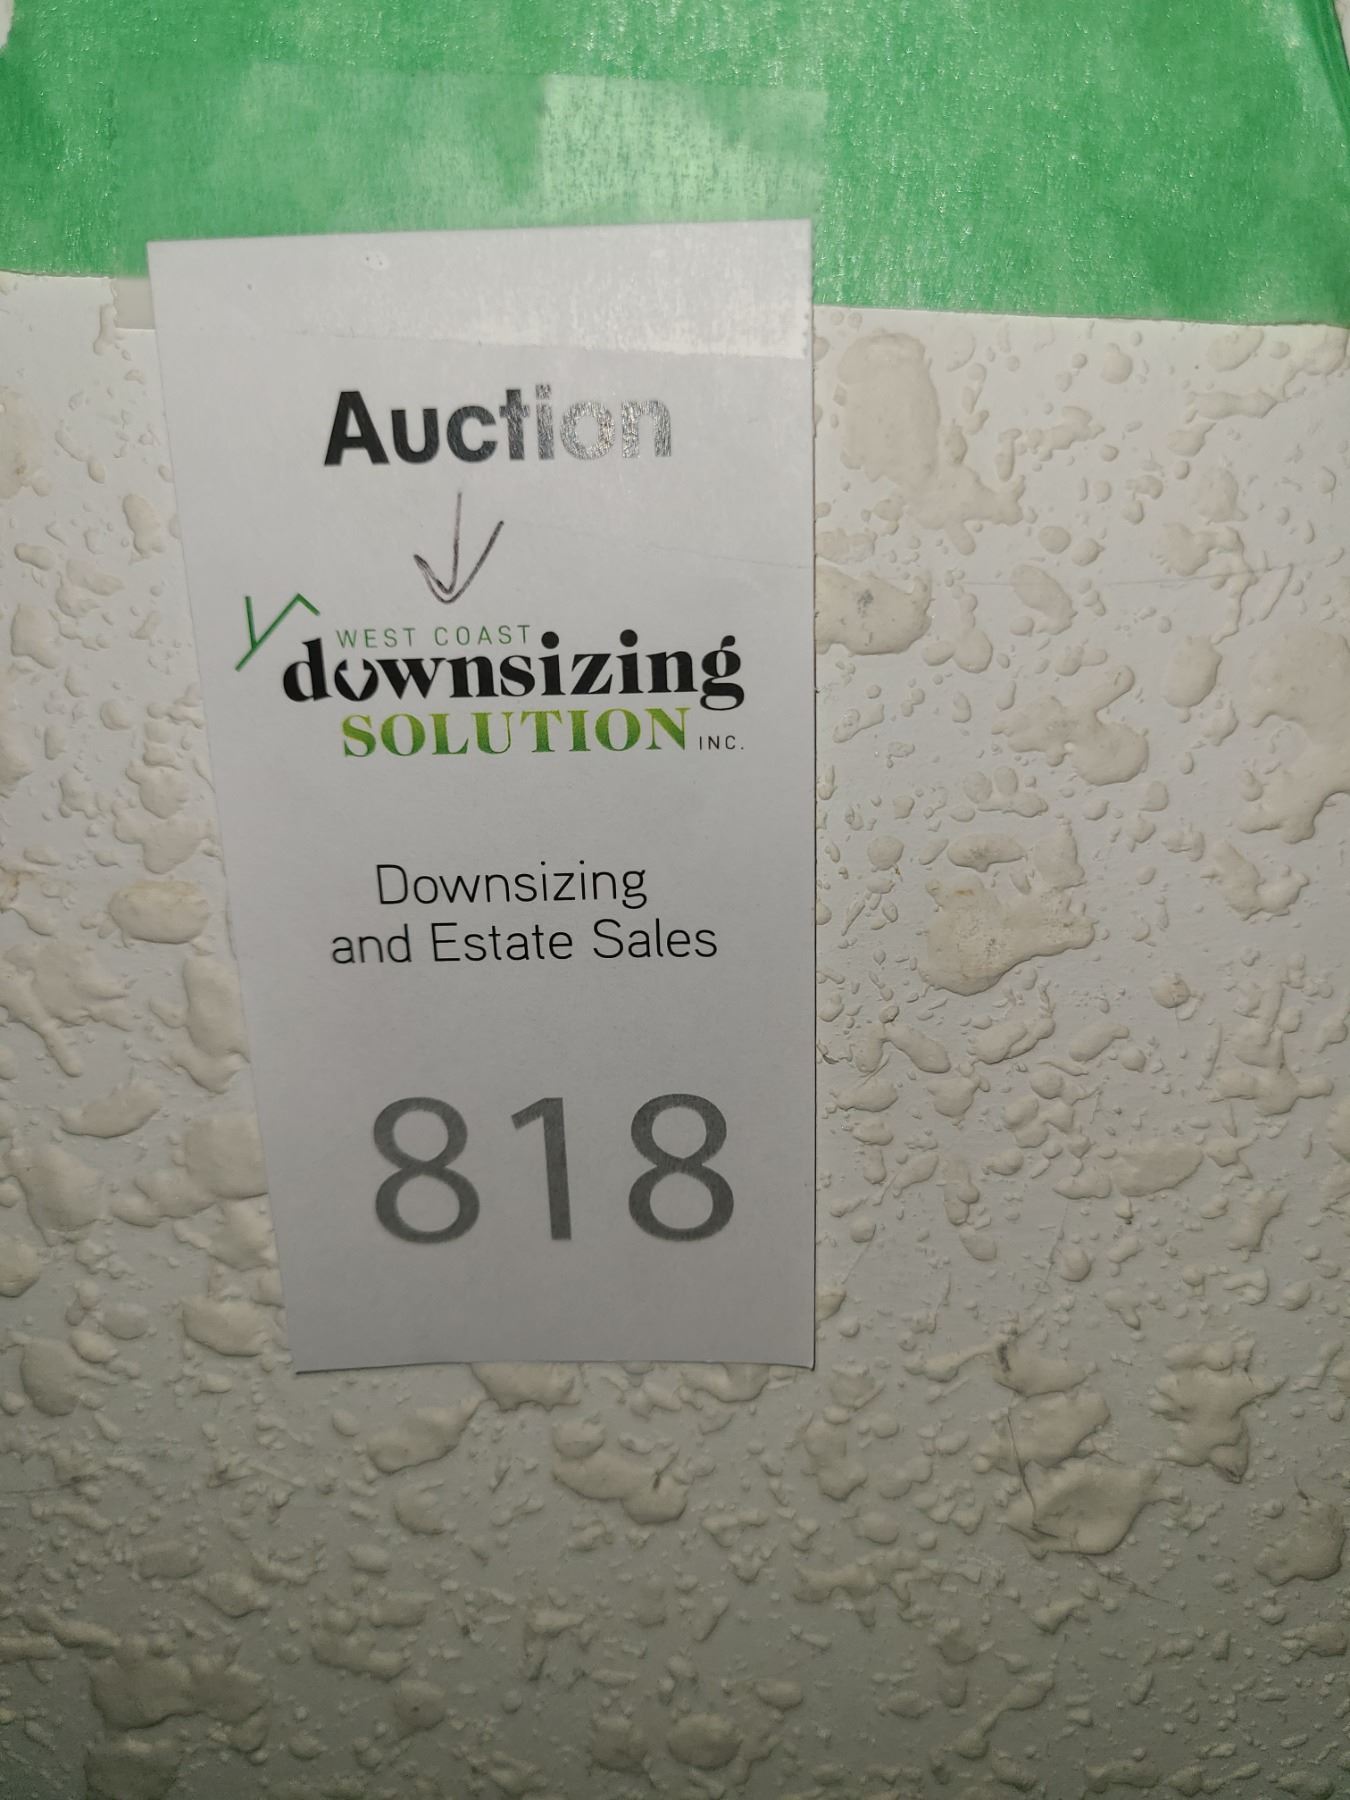 Auction
WEST COAST
downsizing
SOLUTION INC.
Downsizing
and Estate Sales
818